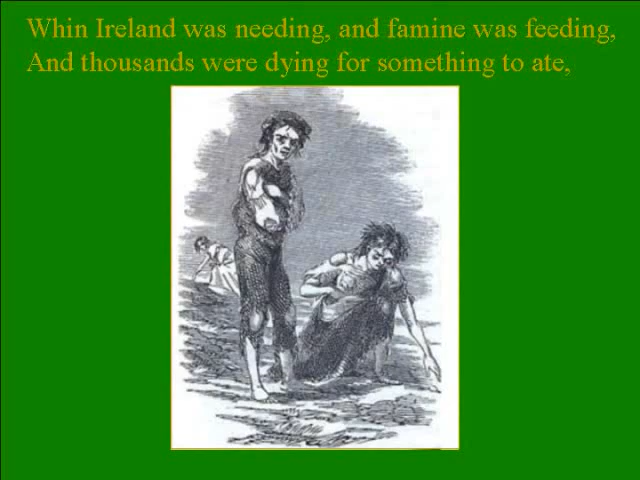 Whin Ireland was needing, and famine was feeding,
And thousands were dying for something to ate,